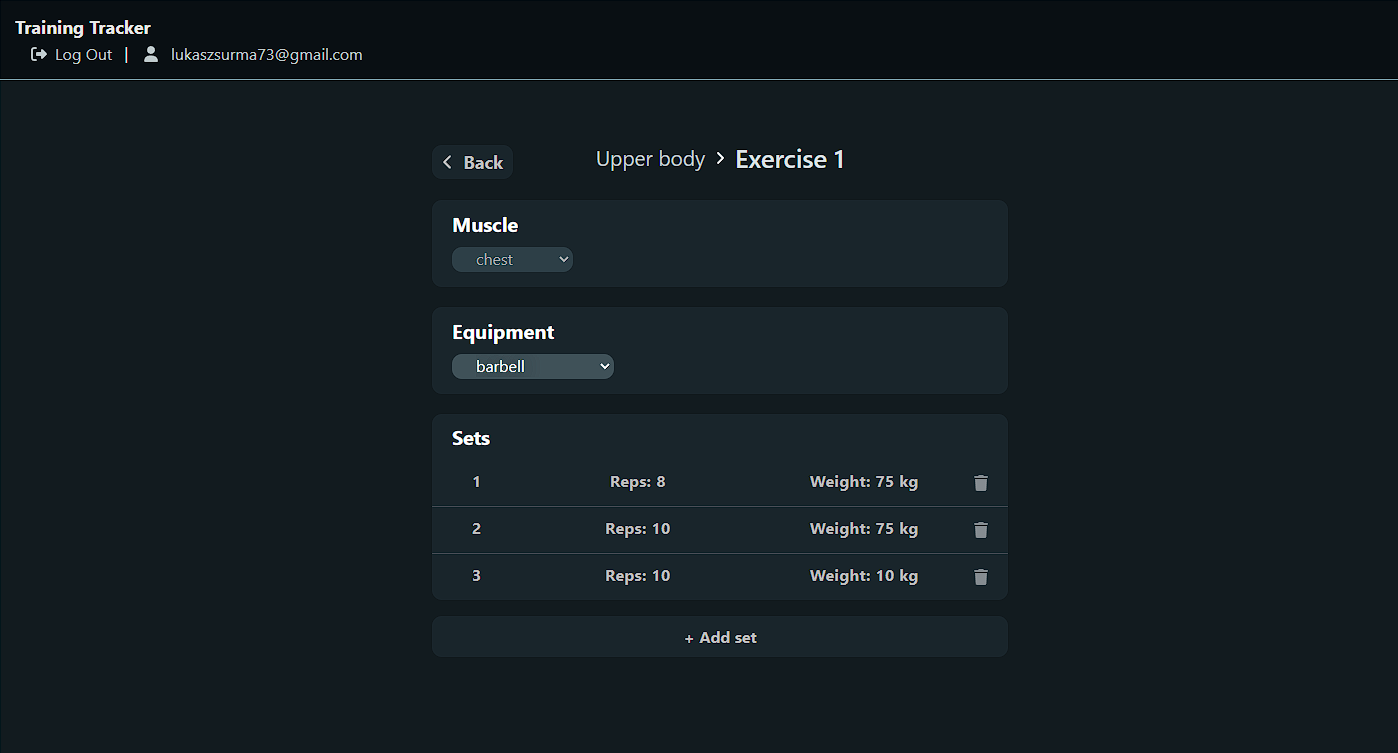 Training Tracker
Log Out | lukaszsurma73@gmail.com
Back
Upper body > Exercise 1
Muscle
chest
Equipment
barbell
Sets
1 Reps: 8 Weight: 75 kg
2 Reps: 10 Weight: 75 kg
3 Reps: 10 Weight: 10 kg
+ Add set